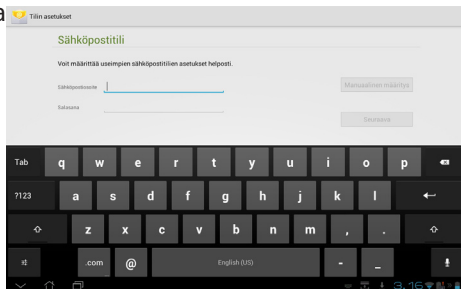 a
Tilin asetukset
Sähköpostitili
Voit määrittää useimpien sähköpostitilien asetukset helposti.
Sähköpostiosoite
Manuaalinen määritys
Salasana
Seuraava
Tab q w e r t y u i o p
?123 a s d f g h j k l
z x c v b n m , .
.com @ English (US) - _
3.16